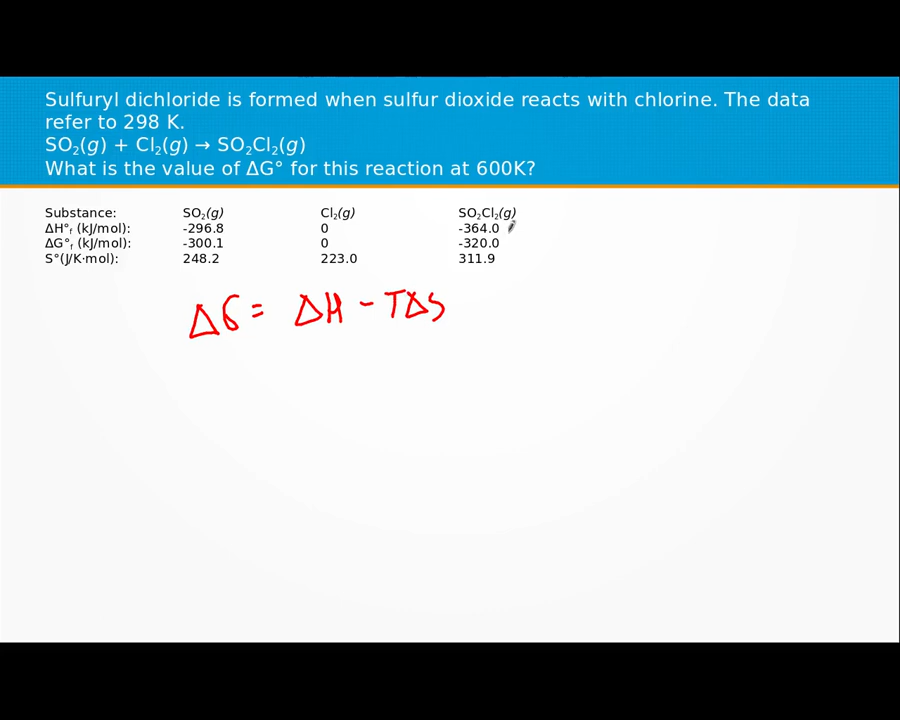 Sulfuryl dichloride is formed when sulfur dioxide reacts with chlorine. The data
refer to 298 K.
SO₂(g) + Cl₂(g) → SO₂Cl₂(g)
What is the value of ΔG° for this reaction at 600K?
Substance: SO₂(g) Cl₂(g) SO₂Cl₂(g)
ΔH°f (kJ/mol): -296.8 0 -364.0
ΔG°f (kJ/mol): -300.1 0 -320.0
S°(J/K·mol): 248.2 223.0 311.9
ΔG = ΔH - TΔS